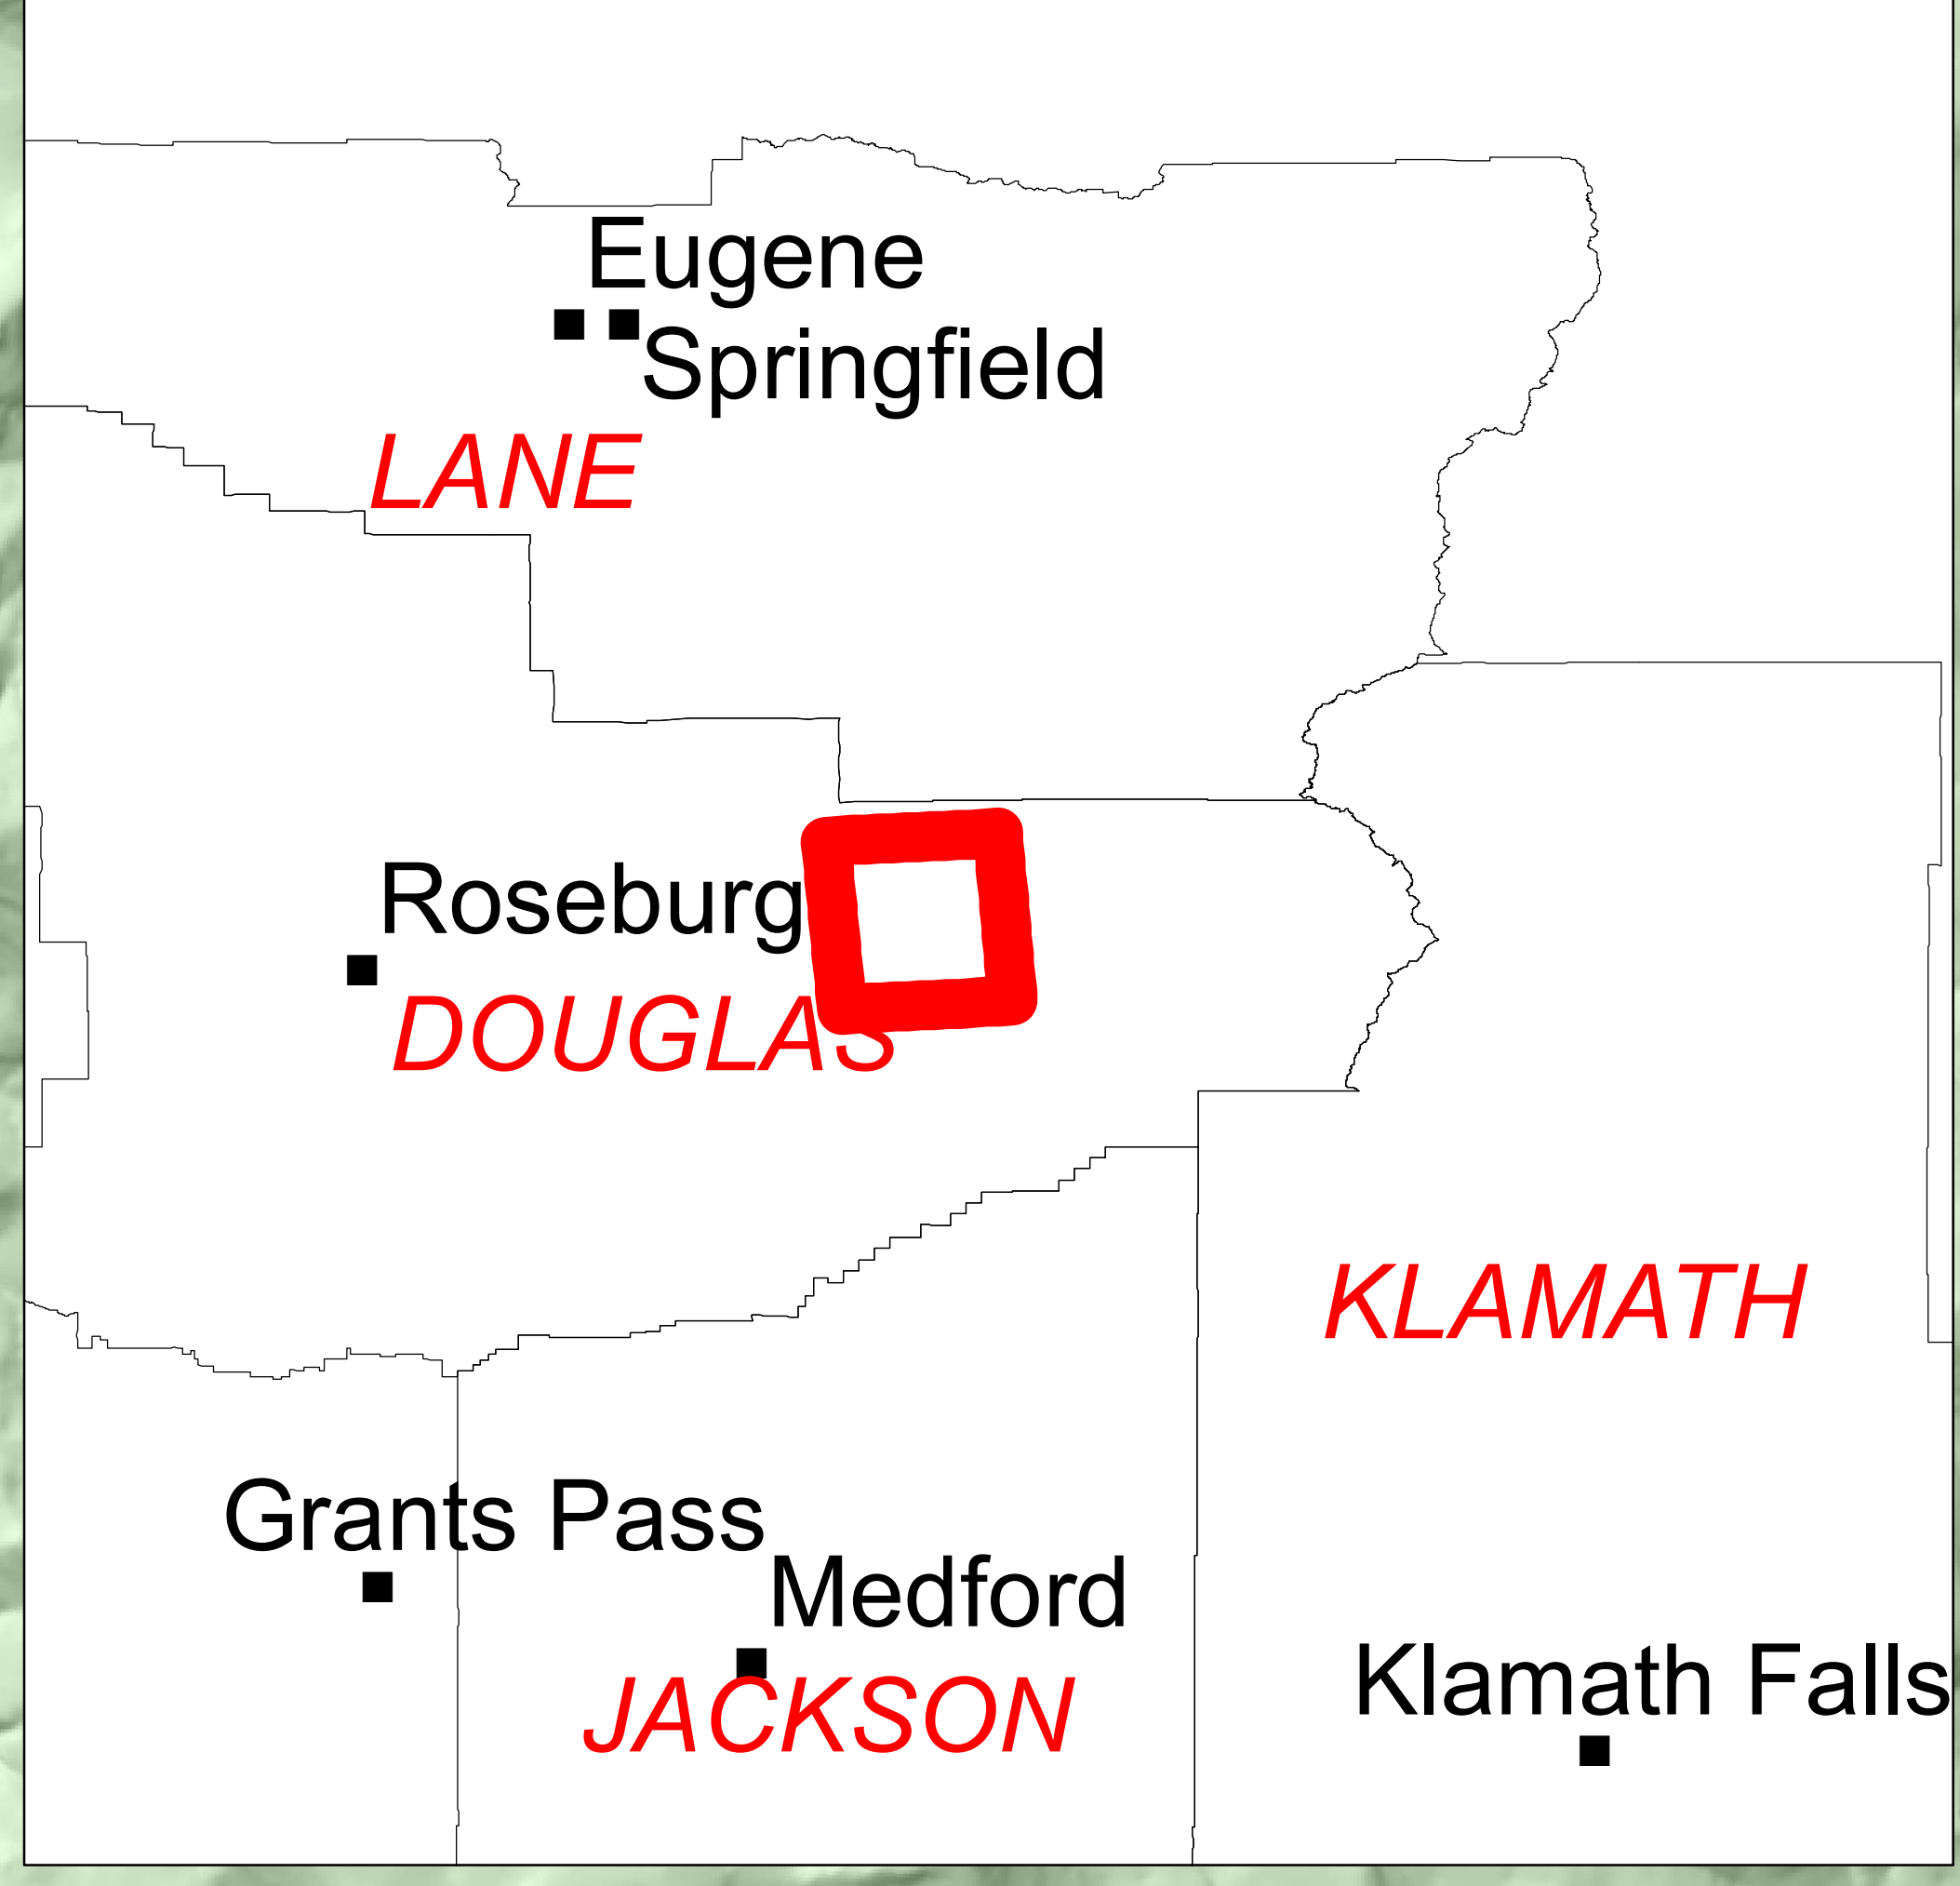 Eugene
Springfield
LANE
Roseburg
DOUGLAS
KLAMATH
Grants Pass
Medford
Klamath Falls
JACKSON